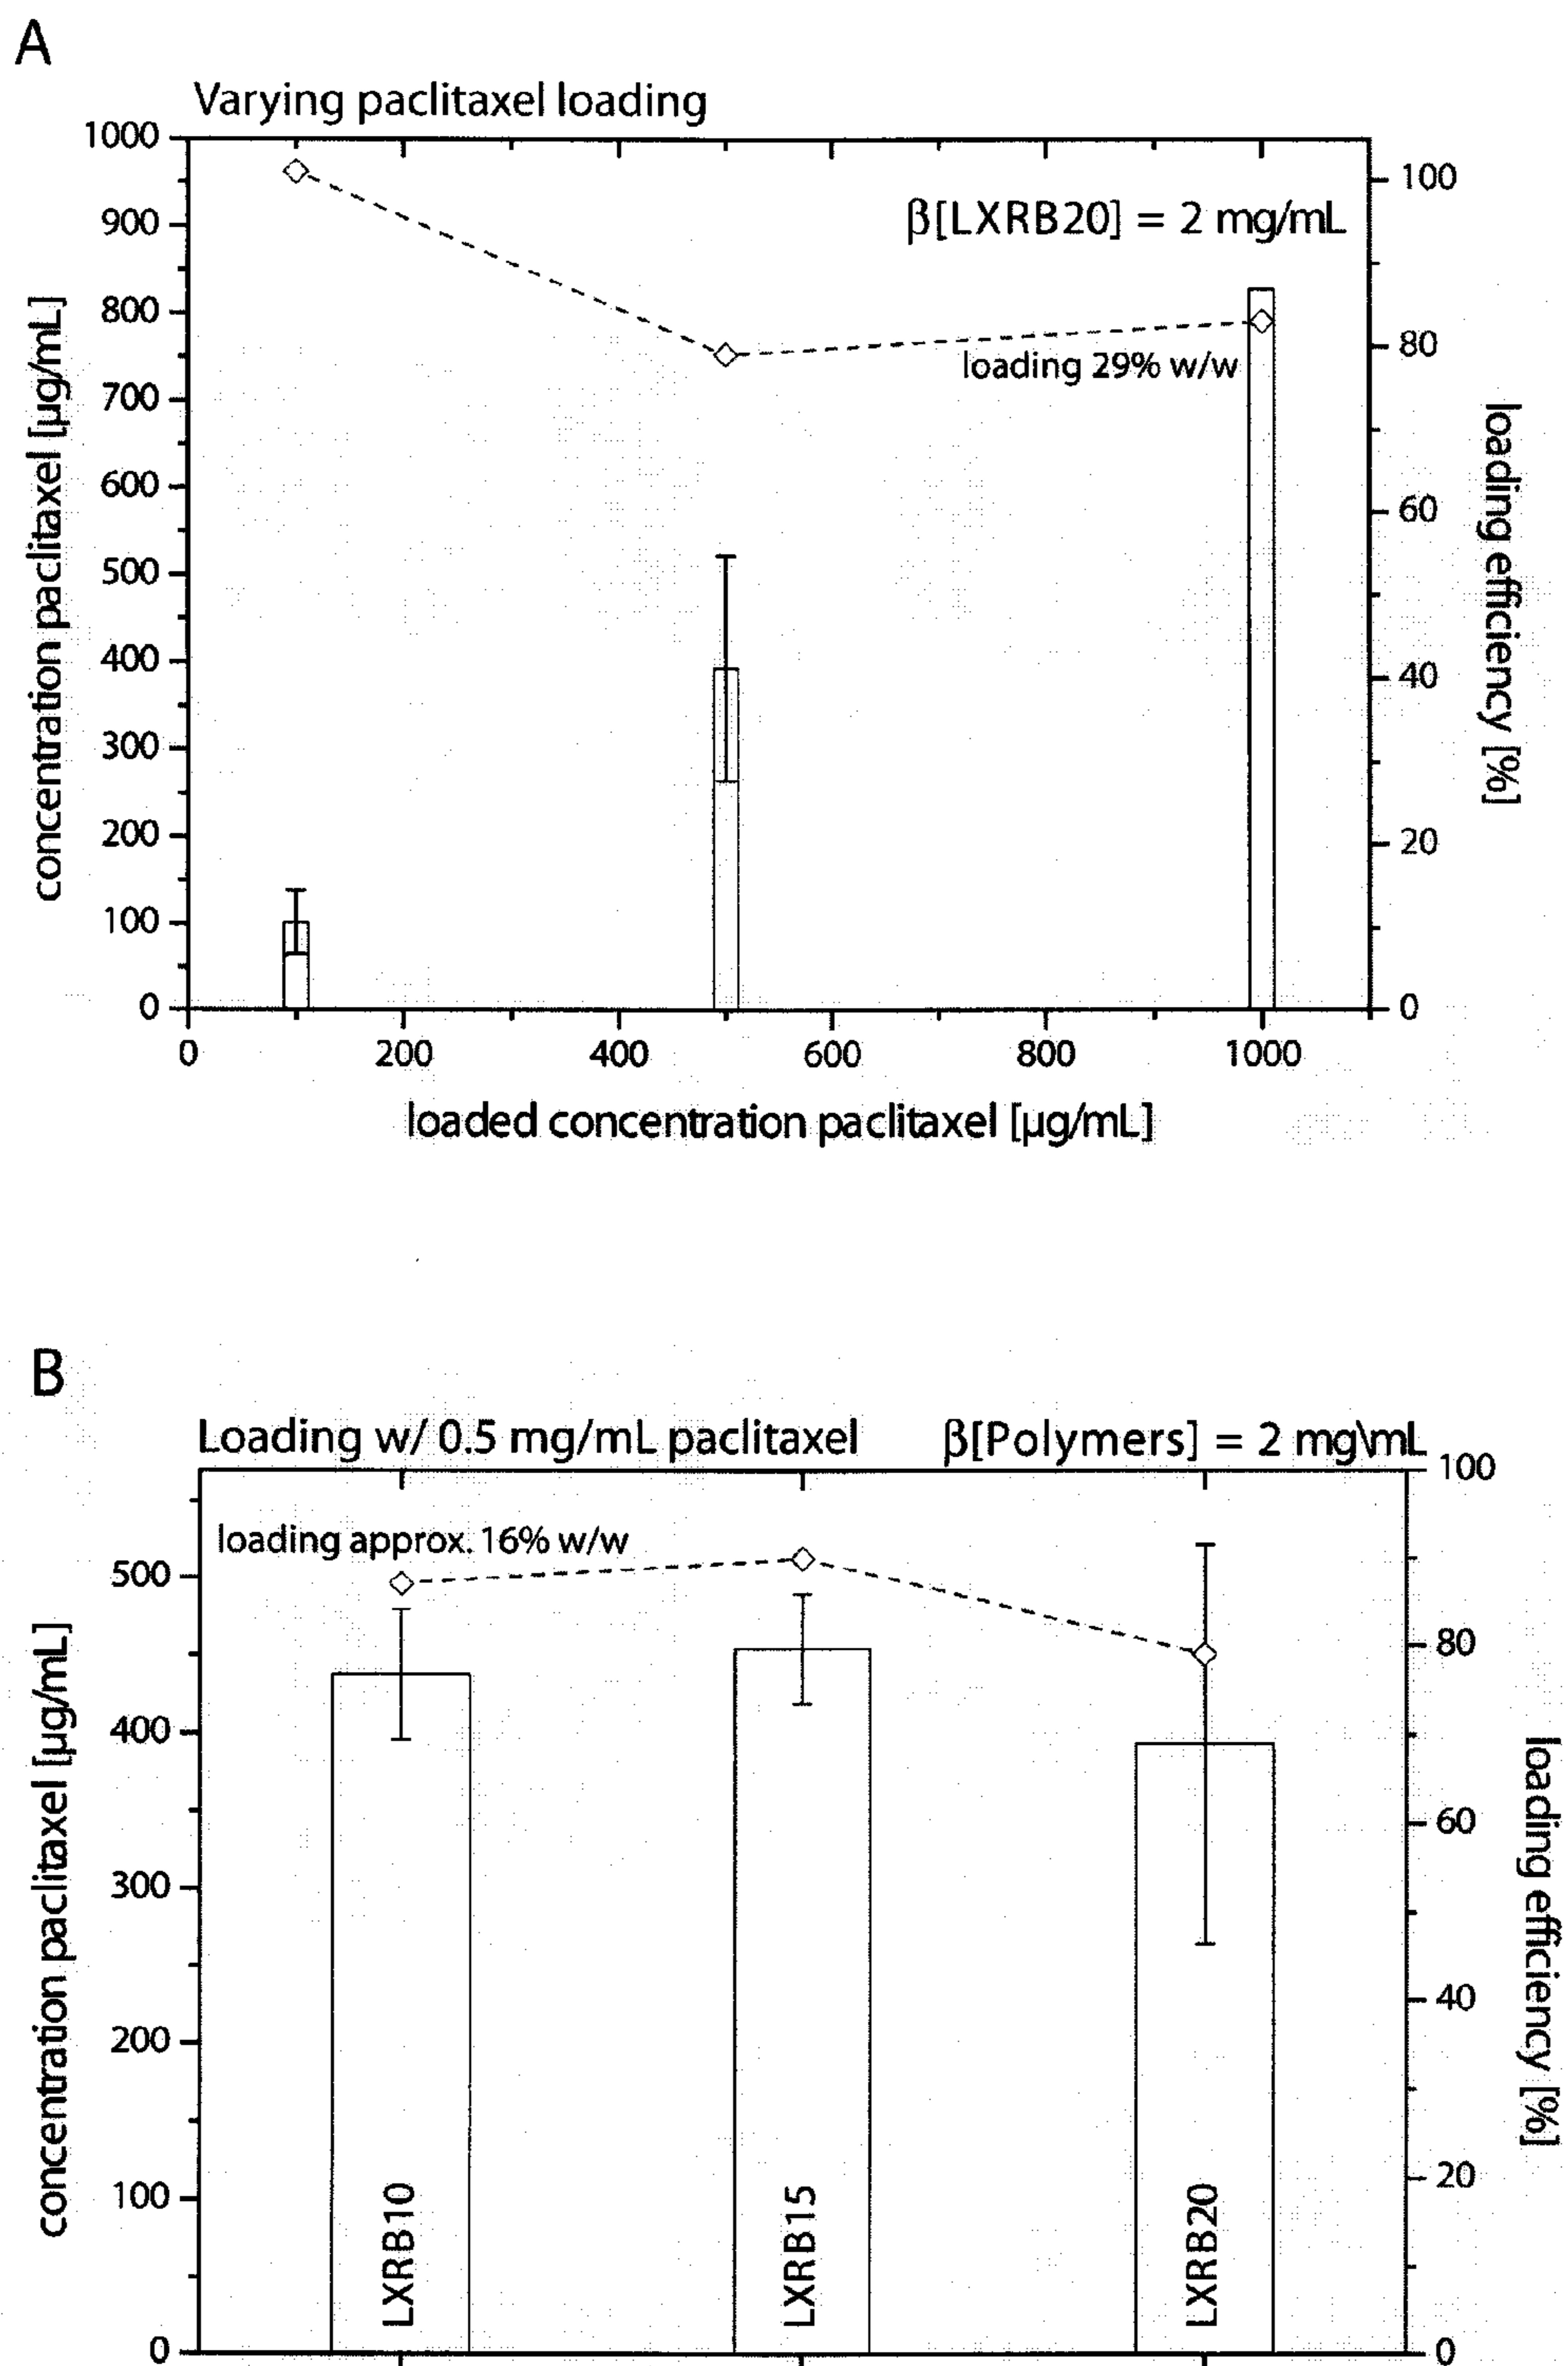 A
Varying paclitaxel loading
β[LXRB20] = 2 mg/mL
loading 29% w/w
concentration paclitaxel [µg/mL]
1000
900
800
700
600
500
400
300
200
100
0
100
80
60
40
20
0
loading efficiency [%]
0 200 400 600 800 1000
loaded concentration paclitaxel [µg/mL]
B
Loading w/ 0.5 mg/mL paclitaxel β[Polymers] = 2 mg\mL
loading approx. 16% w/w
concentration paclitaxel [µg/mL]
500
400
300
200
100
0
100
80
60
40
20
0
loading efficiency [%]
LXRB10
LXRB15
LXRB20